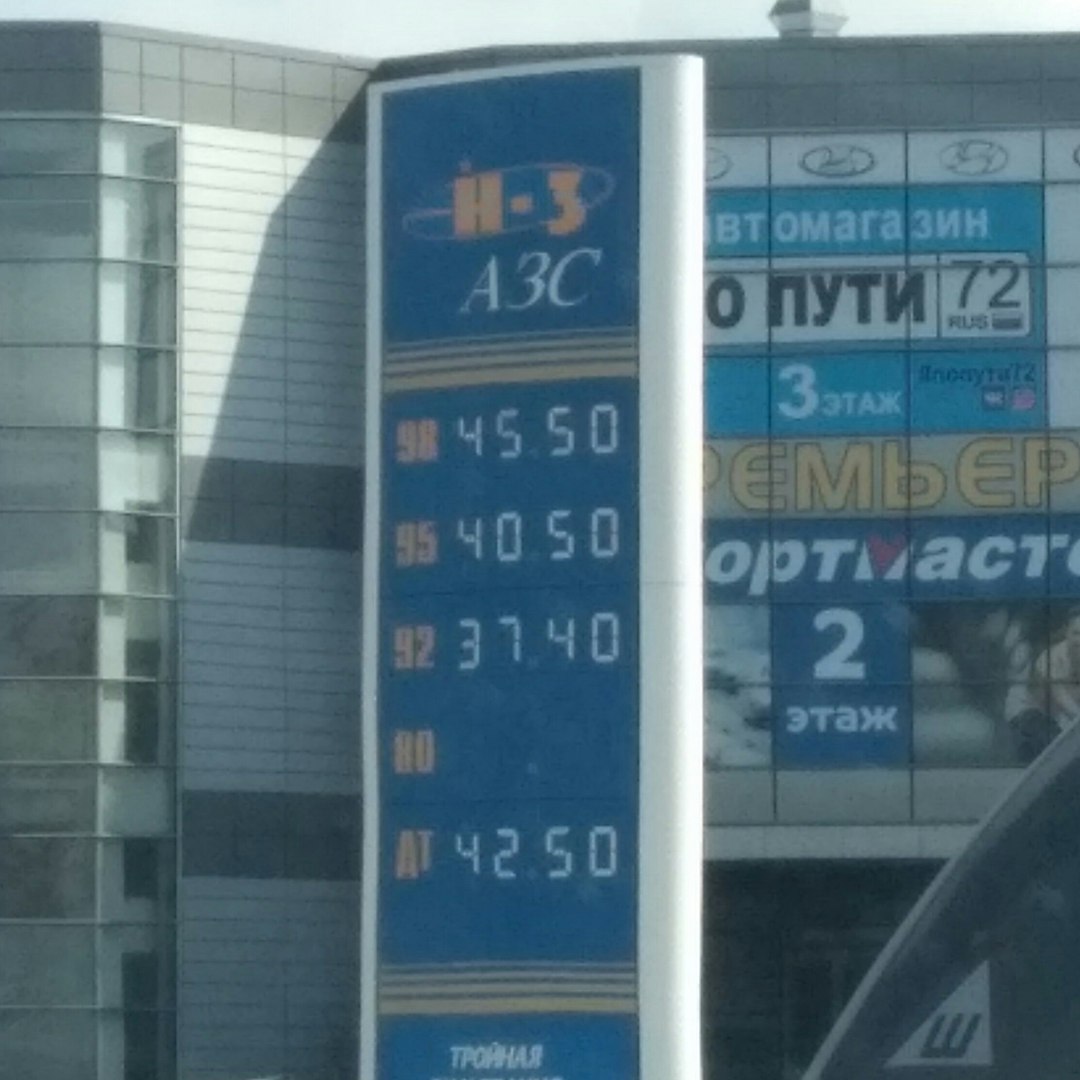 Н-З
АЗС
98 45.50
95 40.50
92 37.40
80
ДТ 42.50
ТРОЙНАЯ
автомагазин
О ПУТИ 72
RUS
3 ЭТАЖ
#попути72
РЕМЬЕР
ортмасте
2
этаж
Ш